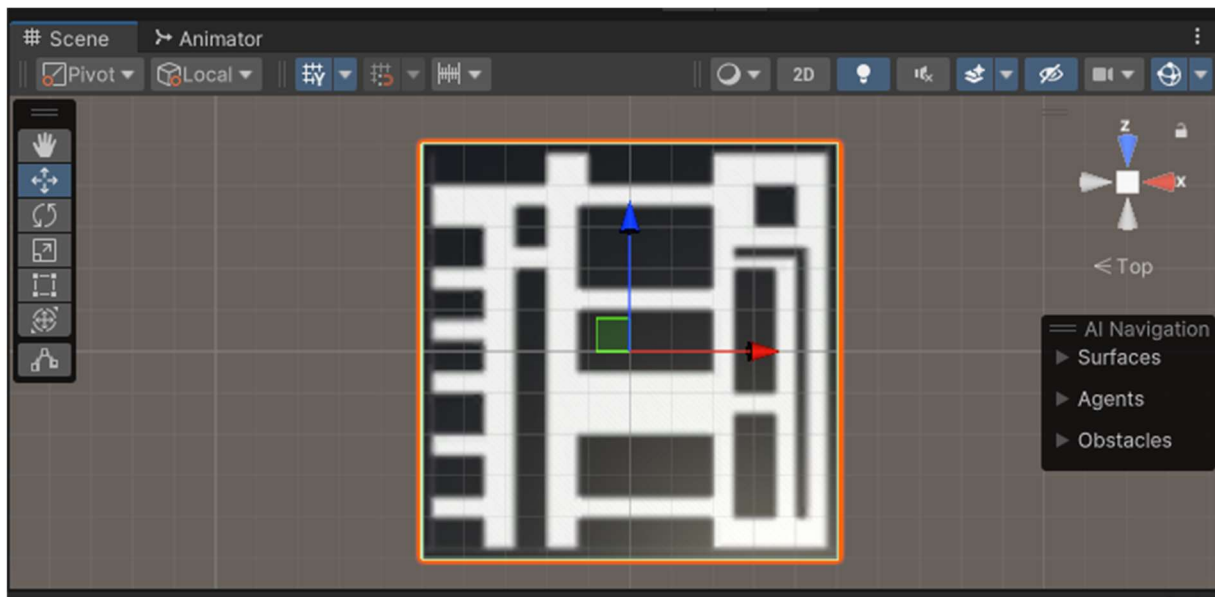 Scene Animator
Pivot Local 2D
z
x
Top
AI Navigation
Surfaces
Agents
Obstacles